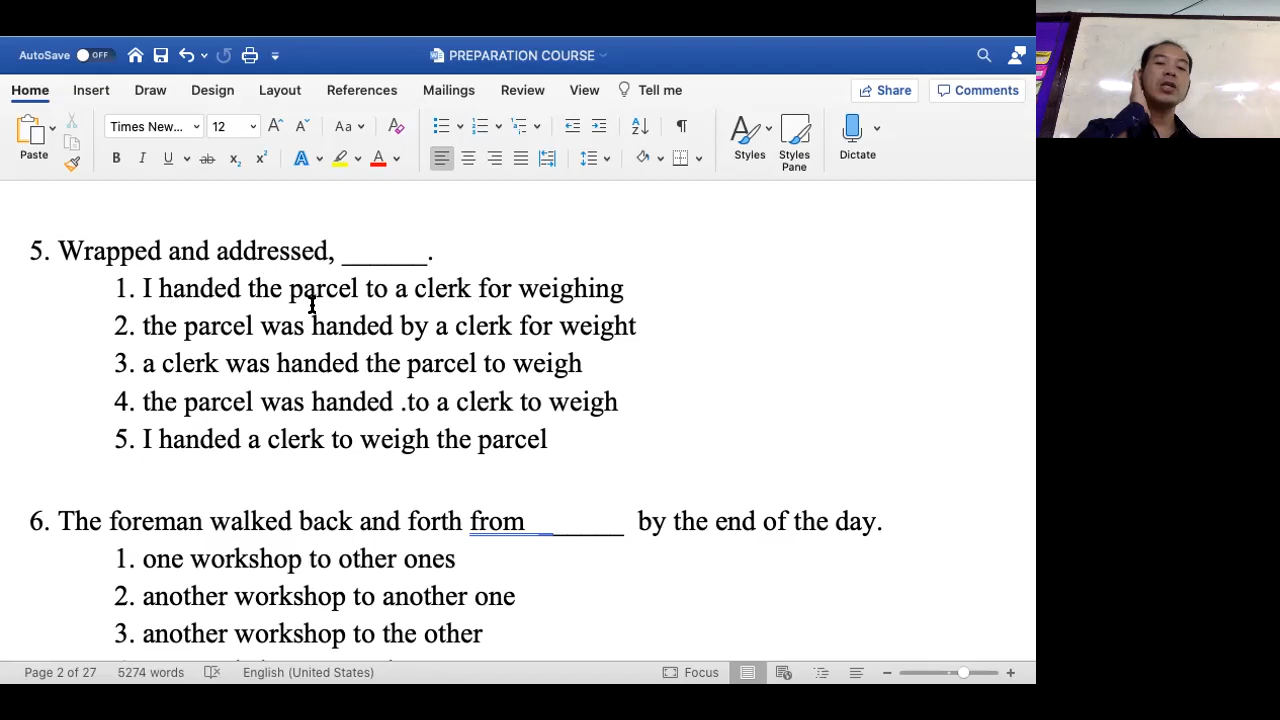 AutoSave OFF PREPARATION COURSE
Home Insert Draw Design Layout References Mailings Review View Tell me Share Comments
Paste Times New... 12 Aa Styles Styles Pane Dictate
5. Wrapped and addressed, ______.
1. I handed the parcel to a clerk for weighing
2. the parcel was handed by a clerk for weight
3. a clerk was handed the parcel to weigh
4. the parcel was handed .to a clerk to weigh
5. I handed a clerk to weigh the parcel
6. The foreman walked back and forth from ______ by the end of the day.
1. one workshop to other ones
2. another workshop to another one
3. another workshop to the other
Page 2 of 27 5274 words English (United States) Focus